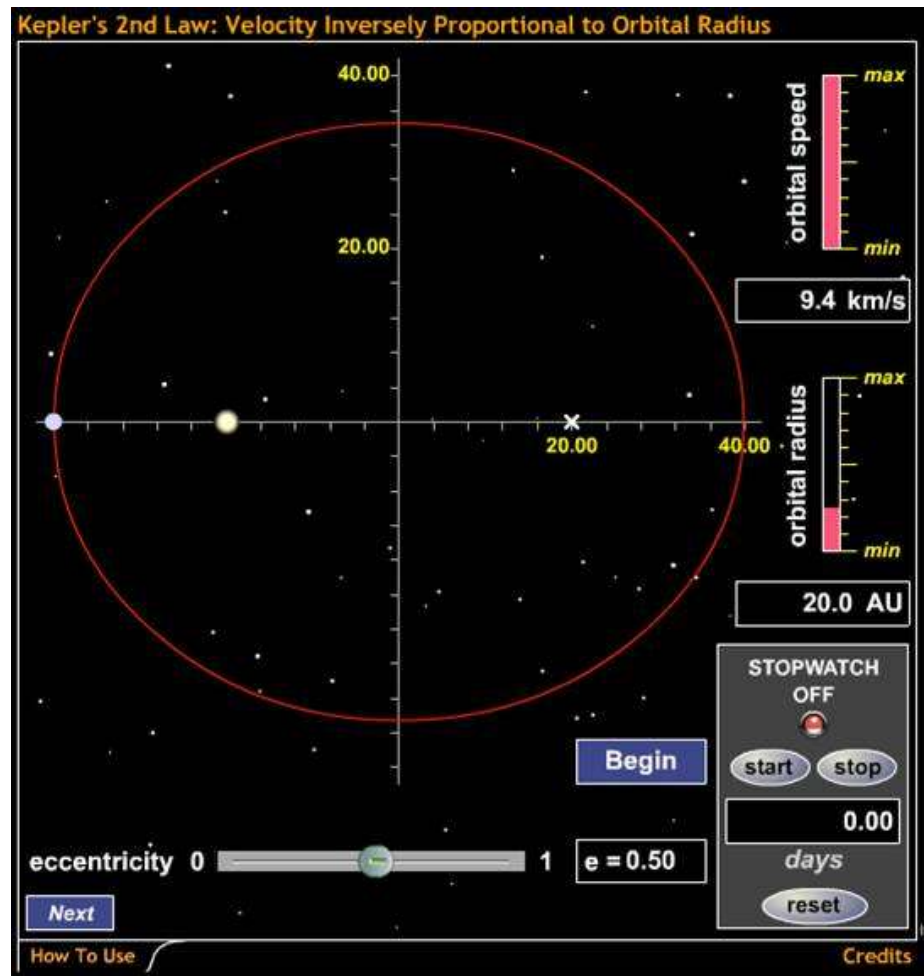 Kepler's 2nd Law: Velocity Inversely Proportional to Orbital Radius
40.00
20.00
20.00
40.00
orbital speed
max
min
9.4 km/s
orbital radius
max
min
20.0 AU
STOPWATCH
OFF
start stop
0.00
days
reset
Begin
eccentricity 0 1 e = 0.50
Next
How To Use
Credits